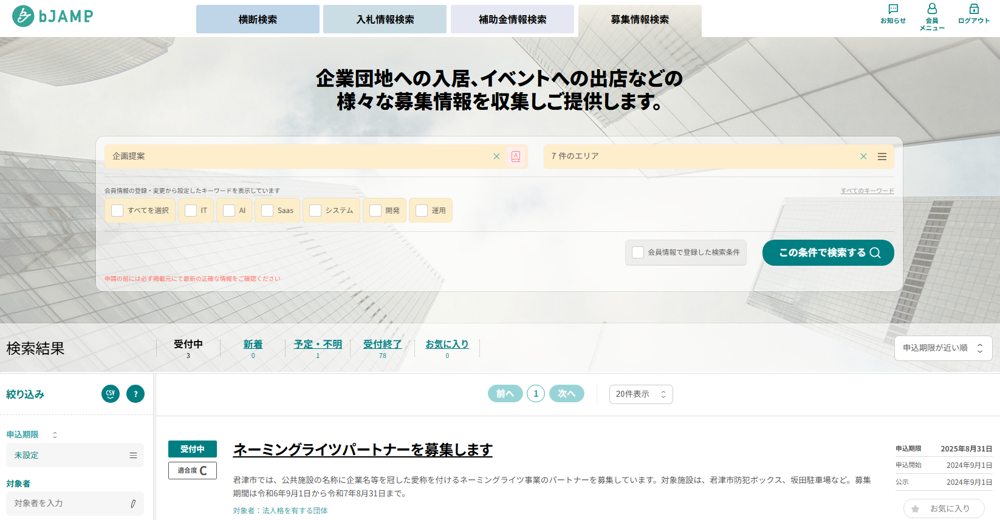 bJAMP
横断検索
入札情報検索
補助金情報検索
募集情報検索
お知らせ
会員
メニュー
ログアウト
企業団地への入居、イベントへの出店などの
様々な募集情報を収集しご提供します。
企画提案
7 件のエリア
会員情報の登録・変更から設定したキーワードを表示しています
すべてのキーワード
すべてを選択
IT
AI
Saas
システム
開発
運用
会員情報で登録した検索条件
この条件で検索する
申請の前には必ず掲載元にて最新の正確な情報をご確認ください
検索結果
受付中
3
新着
0
予定・不明
1
受付終了
78
お気に入り
0
申込期限が近い順
絞り込み
CSV
?
前へ
1
次へ
20件表示
申込期限
未設定
対象者
対象者を入力
受付中
適合度 C
ネーミングライツパートナーを募集します
君津市では、公共施設の名称に企業名等を冠した愛称を付けるネーミングライツ事業のパートナーを募集しています。対象施設は、君津市防犯ボックス、坂田駐車場など。募集
期間は令和6年9月1日から令和7年8月31日まで。
対象者：法人格を有する団体
申込期限 2025年8月31日
申込開始 2024年9月1日
公示 2024年9月1日
お気に入り